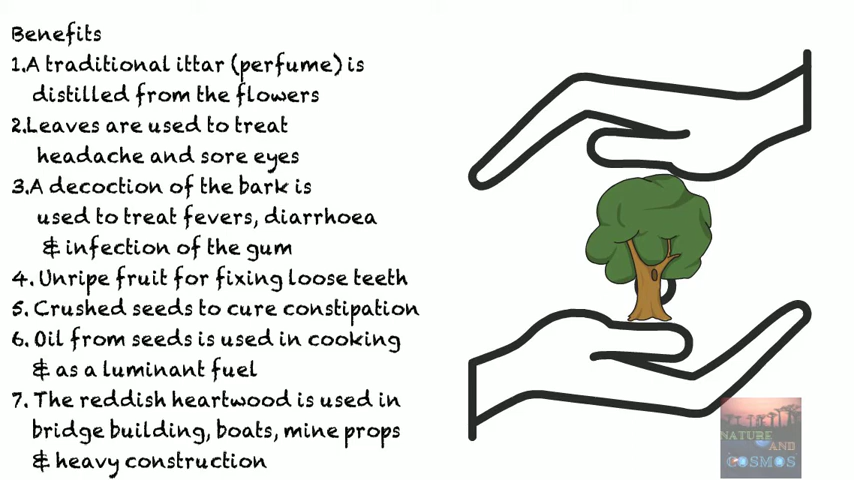 Benefits
1.A traditional ittar (perfume) is
distilled from the flowers
2.Leaves are used to treat
headache and sore eyes
3.A decoction of the bark is
used to treat fevers, diarrhoea
& infection of the gum
4. Unripe fruit for fixing loose teeth
5. Crushed seeds to cure constipation
6. Oil from seeds is used in cooking
& as a luminant fuel
7. The reddish heartwood is used in
bridge building, boats, mine props
& heavy construction
NATURE
AND
COSMOS